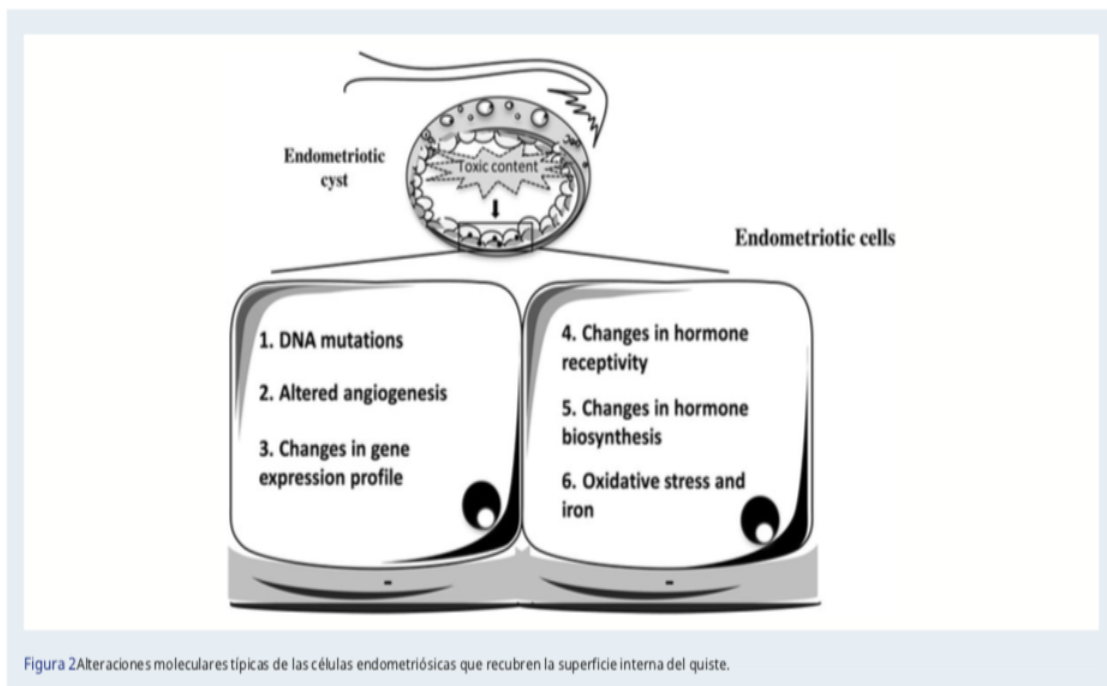 Endometriotic
cyst
Toxic content
Endometriotic cells
1. DNA mutations
2. Altered angiogenesis
3. Changes in gene
expression profile
4. Changes in hormone
receptivity
5. Changes in hormone
biosynthesis
6. Oxidative stress and
iron
Figura 2Alteraciones moleculares típicas de las células endometriósicas que recubren la superficie interna del quiste.